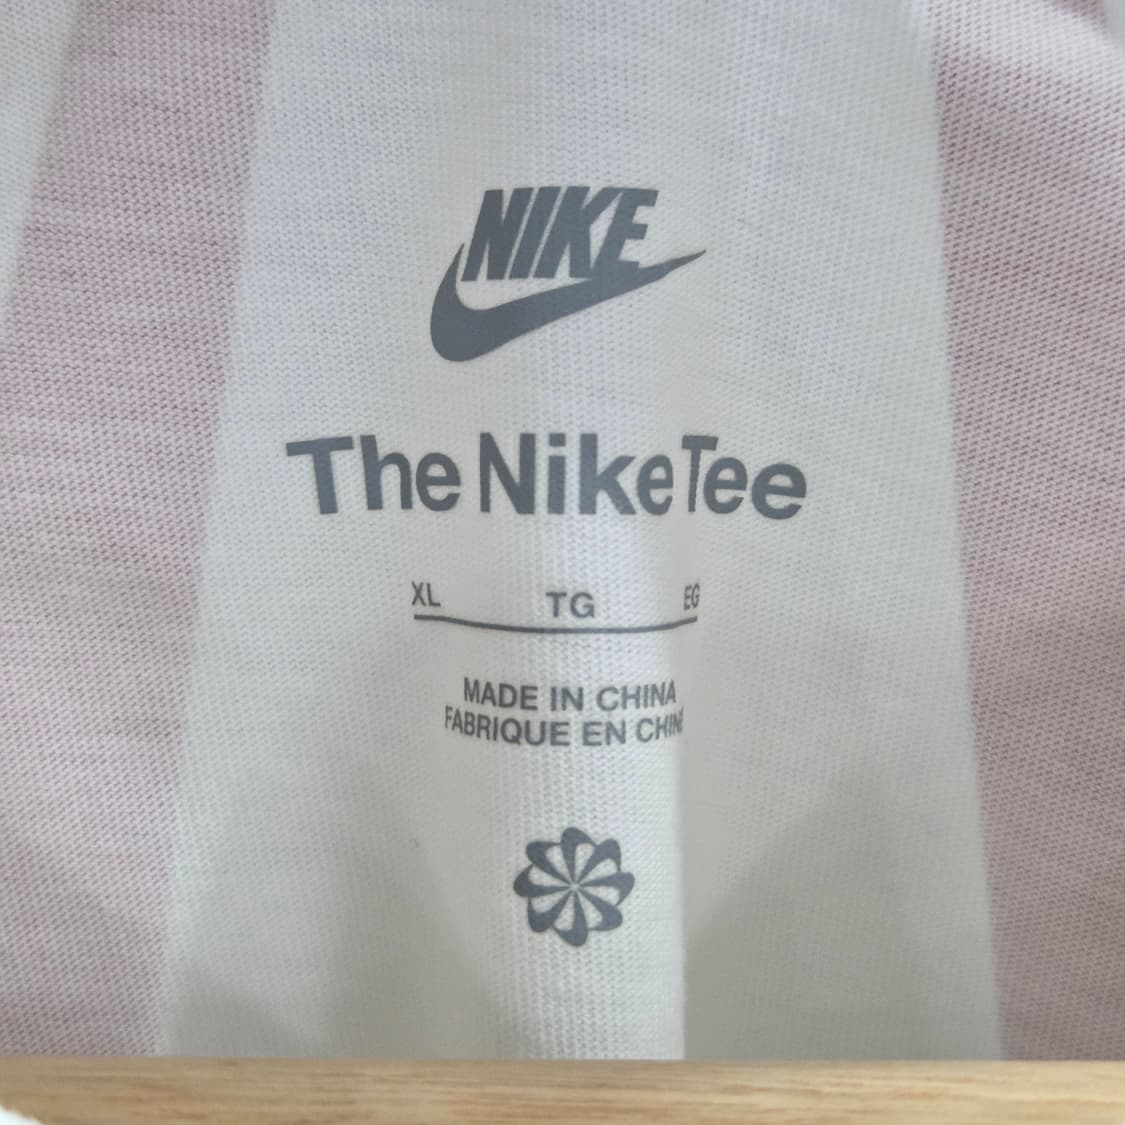 NIKE
The Nike Tee
XL TG EG
MADE IN CHINA
FABRIQUE EN CHINE